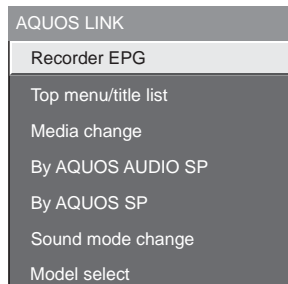 AQUOS LINK
Recorder EPG
Top menu/title list
Media change
By AQUOS AUDIO SP
By AQUOS SP
Sound mode change
Model select